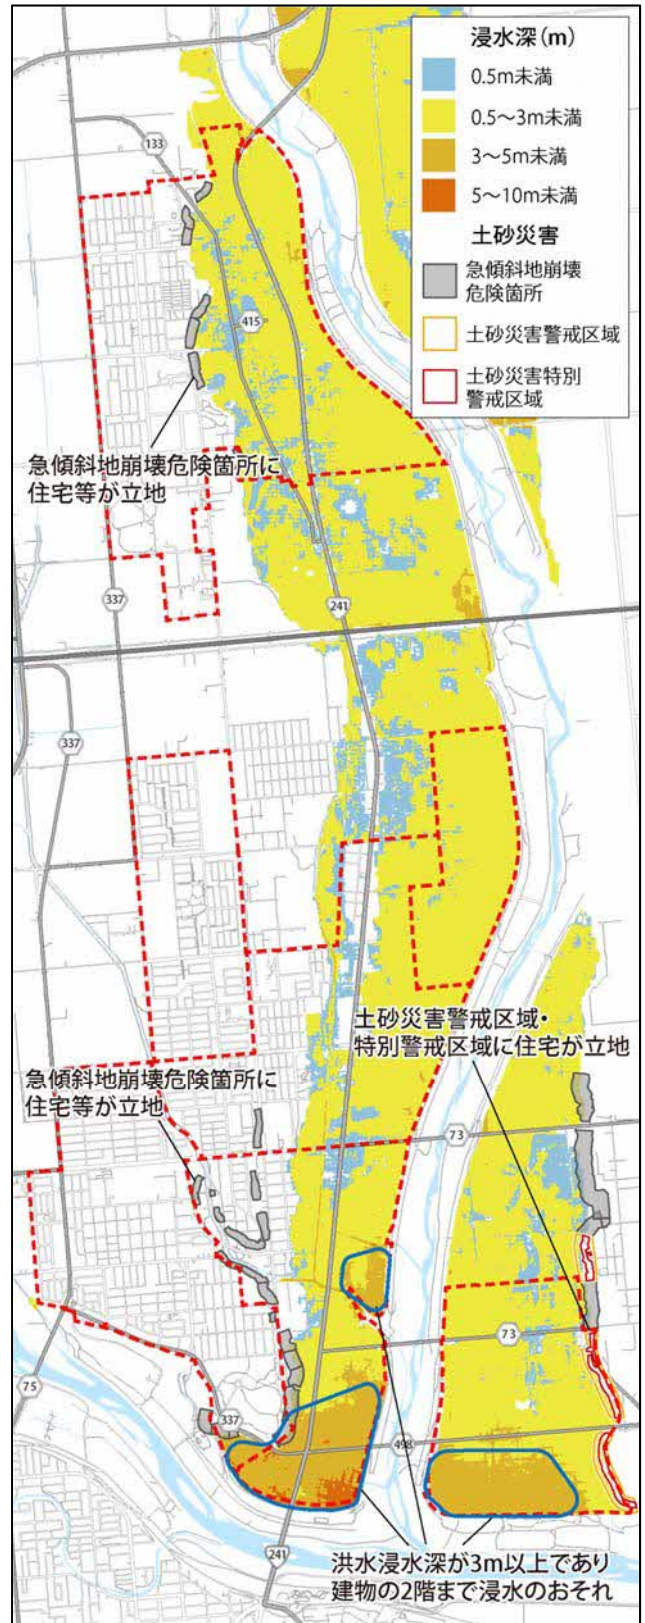 浸水深(m)
0.5m未満
0.5〜3m未満
3〜5m未満
5〜10m未満
土砂災害
急傾斜地崩壊
危険箇所
土砂災害警戒区域
土砂災害特別
警戒区域
133
415
急傾斜地崩壊危険箇所に
住宅等が立地
337
241
337
土砂災害警戒区域・
特別警戒区域に住宅が立地
急傾斜地崩壊危険箇所に
住宅等が立地
73
73
75
337
498
241
洪水浸水深が3m以上であり
建物の2階まで浸水のおそれ